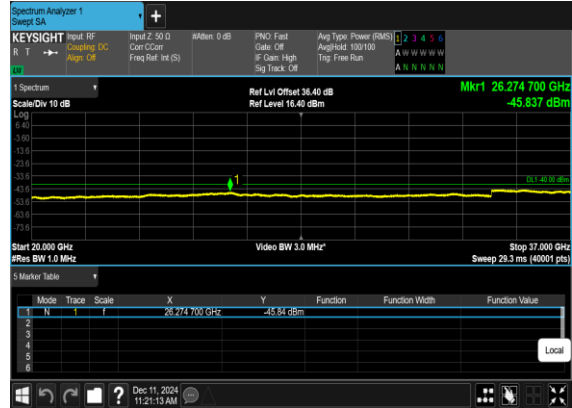 Spectrum Analyzer 1
Swept SA
KEYSIGHT Input: RF Input Z: 50 Ω #Atten: 0 dB PNO: Fast Avg Type: Power (RMS) 1 2 3 4 5 6
R T Coupling: DC Corr CCorr Gate: Off Avg|Hold: 100/100 A W W W W W
Align: Off Freq Ref: Int (S) IF Gain: High Trig: Free Run
Sig Track: Off A N N N N N
1 Spectrum Ref Lvl Offset 36.40 dB Mkr1 26.274 700 GHz
Scale/Div 10 dB Ref Level 16.40 dBm -45.837 dBm
Log
6.40
-3.60
-13.6
-23.6
-33.6
-43.6
-53.6
-63.6
-73.6
1
DL1 -40.00 dBm
Start 20.000 GHz Video BW 3.0 MHz* Stop 37.000 GHz
#Res BW 1.0 MHz Sweep 29.3 ms (40001 pts)
5 Marker Table
Mode Trace Scale X Y Function Function Width Function Value
1 N 1 f 26.274 700 GHz -45.84 dBm
2
3
4
5
6
Local
? Dec 11, 2024
11:21:13 AM